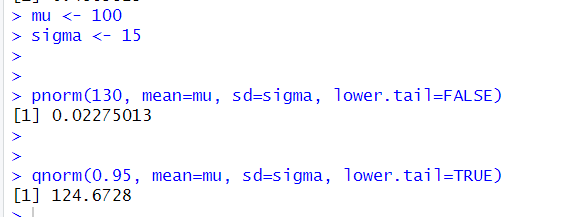 > mu <- 100
> sigma <- 15
>
>
> pnorm(130, mean=mu, sd=sigma, lower.tail=FALSE)
[1] 0.02275013
>
>
> qnorm(0.95, mean=mu, sd=sigma, lower.tail=TRUE)
[1] 124.6728
>